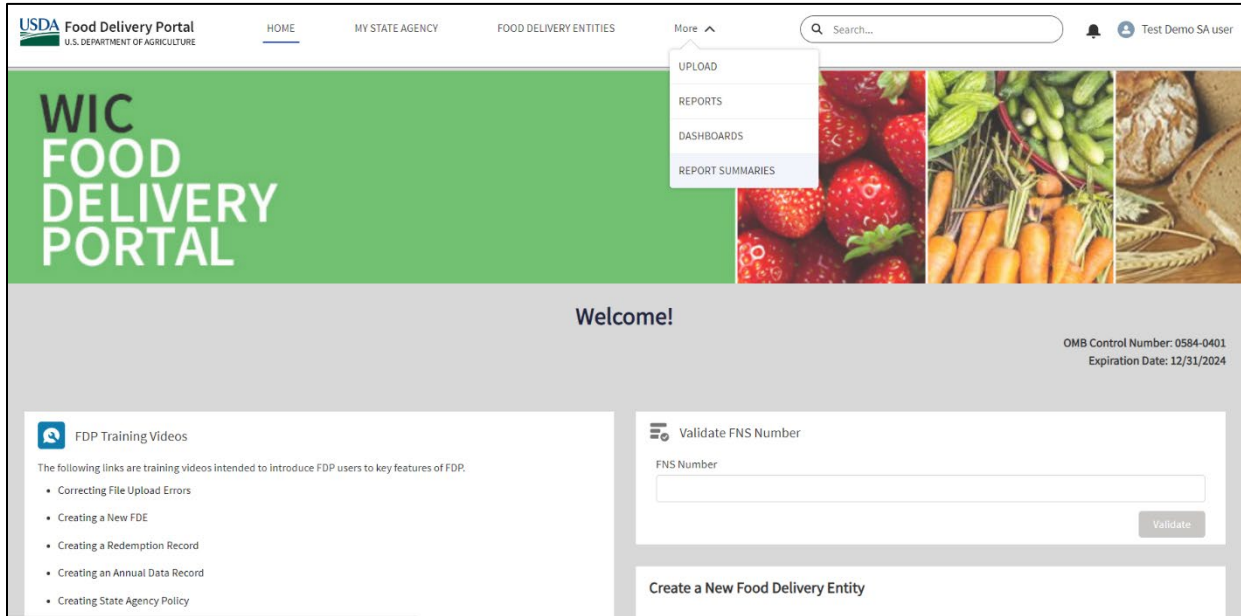 USDA Food Delivery Portal
U.S. DEPARTMENT OF AGRICULTURE
HOME
MY STATE AGENCY
FOOD DELIVERY ENTITIES
More
Search...
Test Demo SA user
UPLOAD
REPORTS
DASHBOARDS
REPORT SUMMARIES
WIC
FOOD
DELIVERY
PORTAL
Welcome!
OMB Control Number: 0584-0401
Expiration Date: 12/31/2024
FDP Training Videos
The following links are training videos intended to introduce FDP users to key features of FDP.
• Correcting File Upload Errors
• Creating a New FDE
• Creating a Redemption Record
• Creating an Annual Data Record
• Creating State Agency Policy
Validate FNS Number
FNS Number
Validate
Create a New Food Delivery Entity